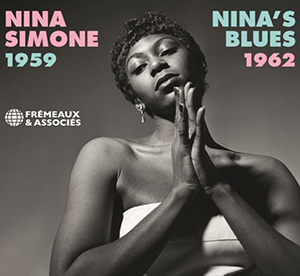 NINA
SIMONE
1959
NINA'S
BLUES
1962
FRÉMEAUX
& ASSOCIÉS